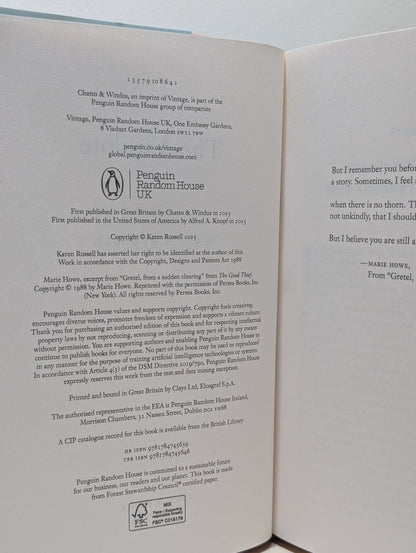 1 3 5 7 9 10 8 6 4 2
Chatto & Windus, an imprint of Vintage, is part of the
Penguin Random House group of companies
Vintage, Penguin Random House UK, One Embassy Gardens,
8 Viaduct Gardens, London SW11 7BW
penguin.co.uk/vintage
global.penguinrandomhouse.com
Penguin
Random House
UK
First published in Great Britain by Chatto & Windus in 2025
First published in the United States of America by Alfred A. Knopf in 2025
Copyright © Karen Russell 2025
Karen Russell has asserted her right to be identified as the author of this
Work in accordance with the Copyright, Designs and Patents Act 1988
Marie Howe, excerpt from "Gretel, from a sudden clearing" from The Good Thief.
Copyright © 1988 by Marie Howe. Reprinted with the permission of Persea Books, Inc.
(New York). All rights reserved by Persea Books, Inc.
Penguin Random House values and supports copyright. Copyright fuels creativity,
encourages diverse voices, promotes freedom of expression and supports a vibrant culture.
Thank you for purchasing an authorised edition of this book and for respecting intellectual
property laws by not reproducing, scanning or distributing any part of it by any means
without permission. You are supporting authors and enabling Penguin Random House to
continue to publish books for everyone. No part of this book may be used or reproduced
in any manner for the purpose of training artificial intelligence technologies or systems.
In accordance with Article 4(3) of the DSM Directive 2019/790, Penguin Random House
expressly reserves this work from the text and data mining exception.
Printed and bound in Great Britain by Clays Ltd, Elcograf S.p.A.
The authorised representative in the EEA is Penguin Random House Ireland,
Morrison Chambers, 32 Nassau Street, Dublin D02 YH68
A CIP catalogue record for this book is available from the British Library
HB ISBN 9781784745639
TPB ISBN 9781784745646
Penguin Random House is committed to a sustainable future
for our business, our readers and our planet. This book is made
from Forest Stewardship Council® certified paper.
FSC
MIX
Paper | Supporting
responsible forestry
FSC® C018179
But I remember you befor
a story. Sometimes, I feel a
when there is no thorn. Th
not unkindly, that I should
But I believe you are still a
—MARIE HOWE,
From "Gretel,